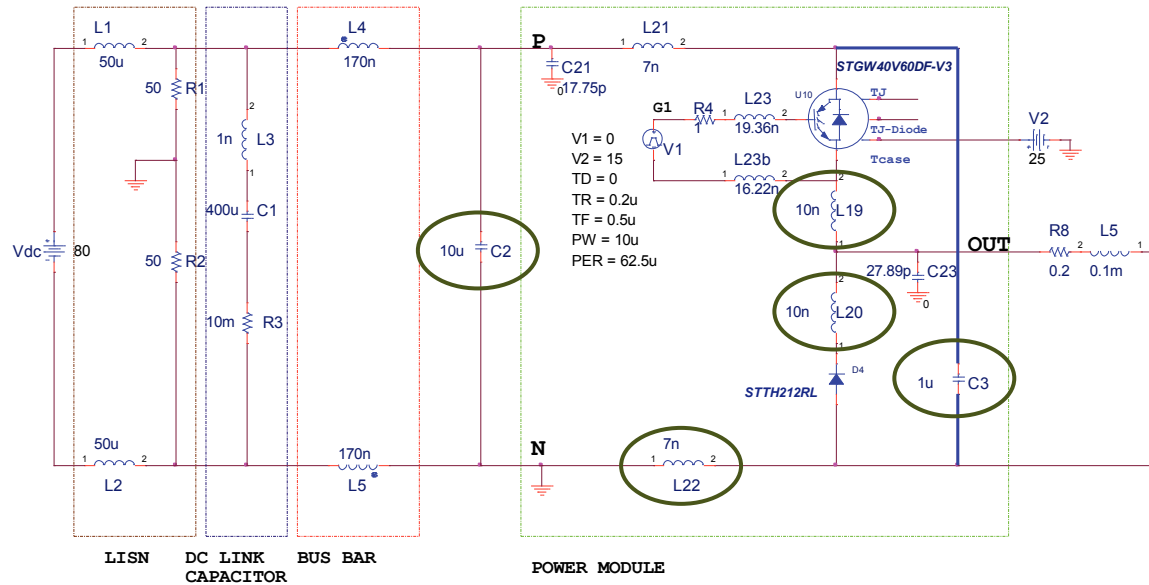 L1
1 2
50u
50
R1
2
1n
L3
1
400u
C1
Vdc
80
50
R2
10m
R3
50u
1 2
L2
L4
170n
170n
L5
10u
C2
P
C21
0
17.75p
L21
1 2
7n
STGW40V60DF-V3
U10
TJ
TJ-Diode
Tcase
G1
V1
R4
1
L23
1 2
19.36n
L23b
1 2
16.22n
V1 = 0
V2 = 15
TD = 0
TR = 0.2u
TF = 0.5u
PW = 10u
PER = 62.5u
V2
25
2
10n
L19
1
OUT
R8
0.2
L5
2 1
0.1m
27.89p
C23
0
2
10n
L20
1
D4
STTH212RL
1u
C3
N
7n
1 2
L22
LISN
DC LINK
CAPACITOR
BUS BAR
POWER MODULE